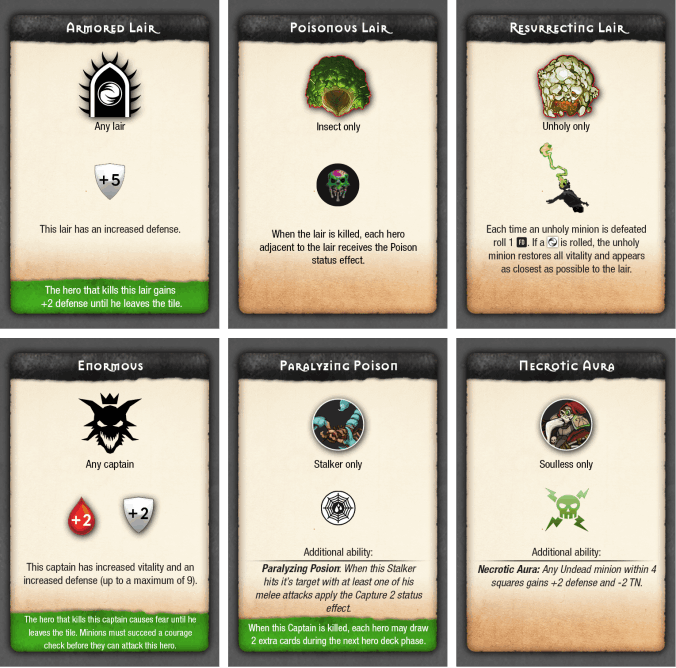 Armored Lair
Any lair
+5
This lair has an increased defense.
The hero that kills this lair gains
+2 defense until he leaves the tile.
Poisonous Lair
Insect only
When the lair is killed, each hero
adjacent to the lair receives the Poison
status effect.
Resurrecting Lair
Unholy only
Each time an unholy minion is defeated
roll 1 FD. If a is rolled, the unholy
minion restores all vitality and appears
as closest as possible to the lair.
Enormous
Any captain
+2 +2
This captain has increased vitality and an
increased defense (up to a maximum of 9).
The hero that kills this captain causes fear until he
leaves the tile. Minions must succeed a courage
check before they can attack this hero.
Paralyzing Poison
Stalker only
Additional ability:
Paralyzing Posion: When this Stalker
hits it's target with at least one of his
melee attacks apply the Capture 2 status
effect.
When this Captain is killed, each hero may draw
2 extra cards during the next hero deck phase.
Necrotic Aura
Soulless only
Additional ability:
Necrotic Aura: Any Undead minion within 4
squares gains +2 defense and -2 TN.